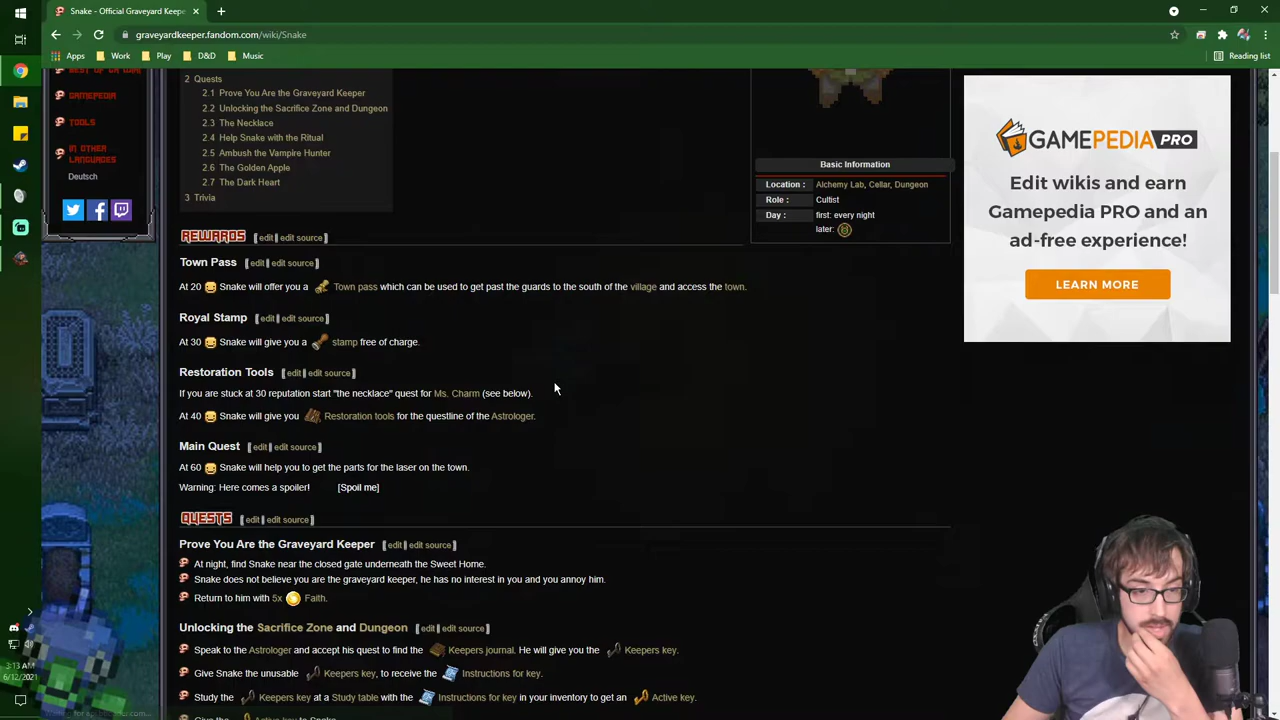 Snake - Official Graveyard Kee
graveyardkeeper.fandom.com/wiki/Snake
Apps Work Play D&D Music Reading list
GAMEPEDIA
TOOLS
IN OTHER
LANGUAGES
Deutsch
2 Quests
2.1 Prove You Are the Graveyard Keeper
2.2 Unlocking the Sacrifice Zone and Dungeon
2.3 The Necklace
2.4 Help Snake with the Ritual
2.5 Ambush the Vampire Hunter
2.6 The Golden Apple
2.7 The Dark Heart
3 Trivia
Basic Information
Location : Alchemy Lab, Cellar, Dungeon
Role : Cultist
Day : first: every night
later:
GAMEPEDIA PRO
Edit wikis and earn
Gamepedia PRO and an
ad-free experience!
LEARN MORE
REWARDS [edit | edit source]
Town Pass [edit | edit source]
At 20 Snake will offer you a Town pass which can be used to get past the guards to the south of the village and access the town.
Royal Stamp [edit | edit source]
At 30 Snake will give you a stamp free of charge.
Restoration Tools [edit | edit source]
If you are stuck at 30 reputation start "the necklace" quest for Ms. Charm (see below).
At 40 Snake will give you Restoration tools for the questline of the Astrologer.
Main Quest [edit | edit source]
At 60 Snake will help you to get the parts for the laser on the town.
Warning: Here comes a spoiler! [Spoil me]
QUESTS [edit | edit source]
Prove You Are the Graveyard Keeper [edit | edit source]
At night, find Snake near the closed gate underneath the Sweet Home.
Snake does not believe you are the graveyard keeper, he has no interest in you and you annoy him.
Return to him with 5x Faith.
Unlocking the Sacrifice Zone and Dungeon [edit | edit source]
Speak to the Astrologer and accept his quest to find the Keepers journal. He will give you the Keepers key.
Give Snake the unusable Keepers key, to receive the Instructions for key.
Study the Keepers key at a Study table with the Instructions for key in your inventory to get an Active key.
3:13 AM
6/12/2021